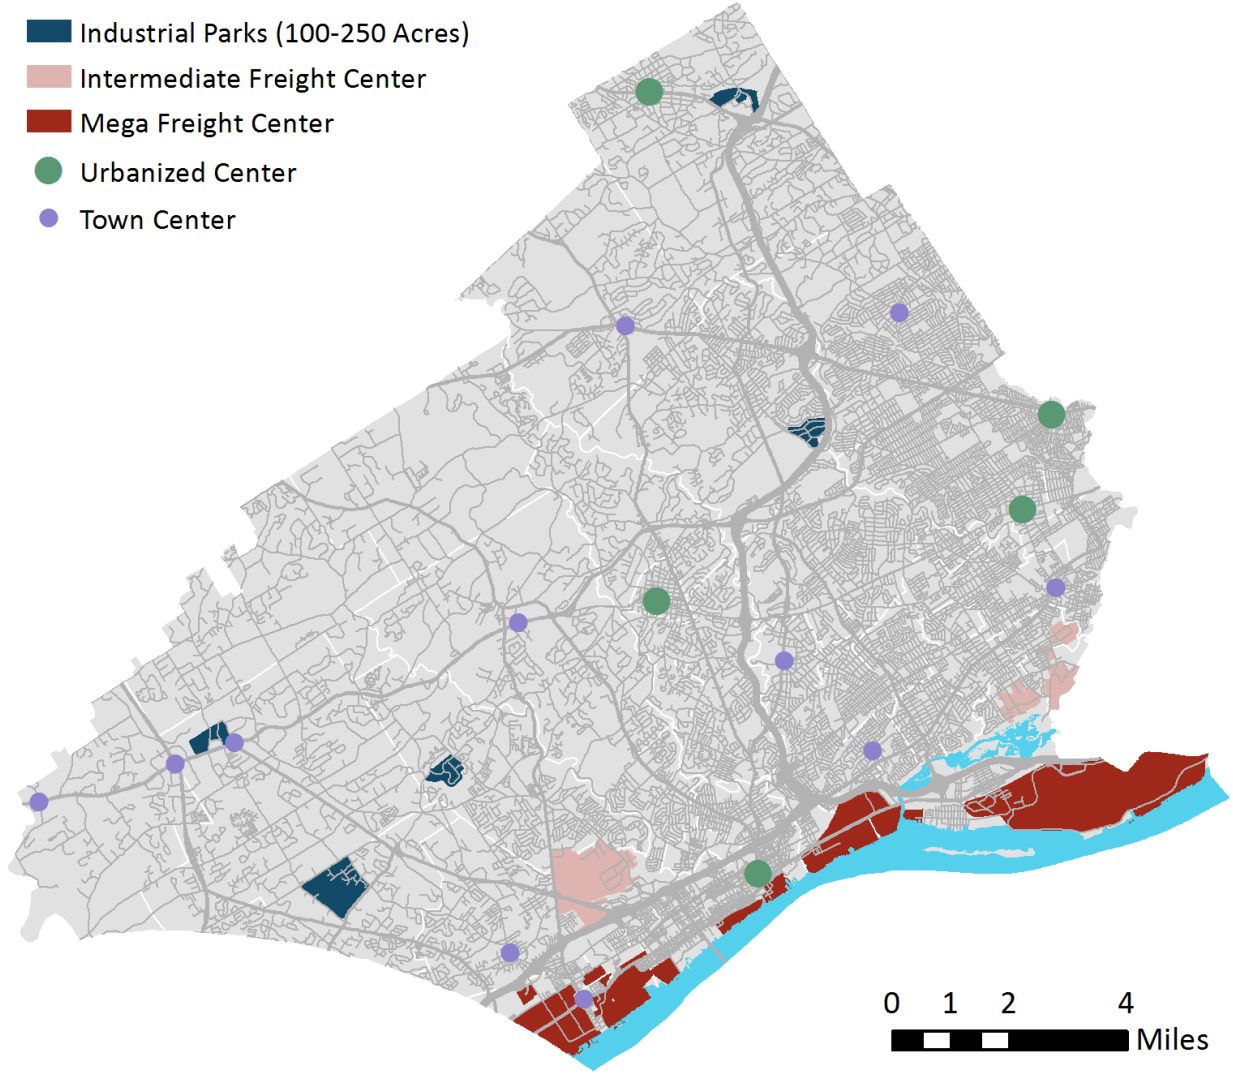 Industrial Parks (100-250 Acres)
Intermediate Freight Center
Mega Freight Center
Urbanized Center
Town Center
0 1 2 4
Miles